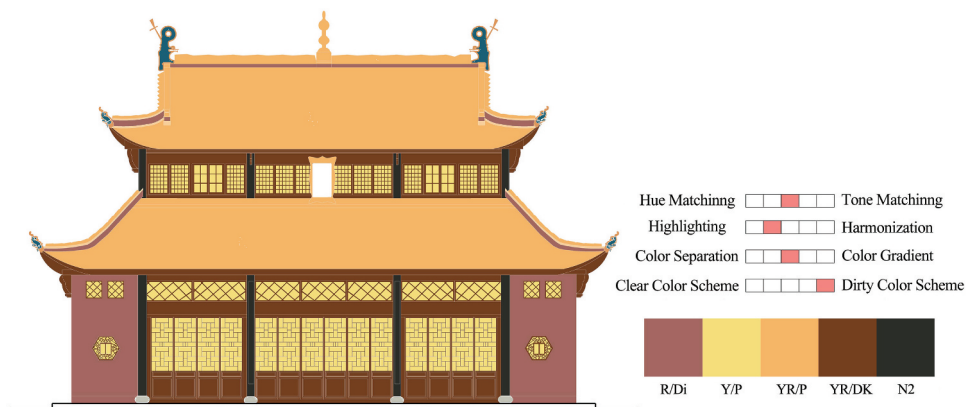 Hue Matchinng Tone Matchinng
Highlighting Harmonization
Color Separation Color Gradient
Clear Color Scheme Dirty Color Scheme
R/Di Y/P YR/P YR/DK N2